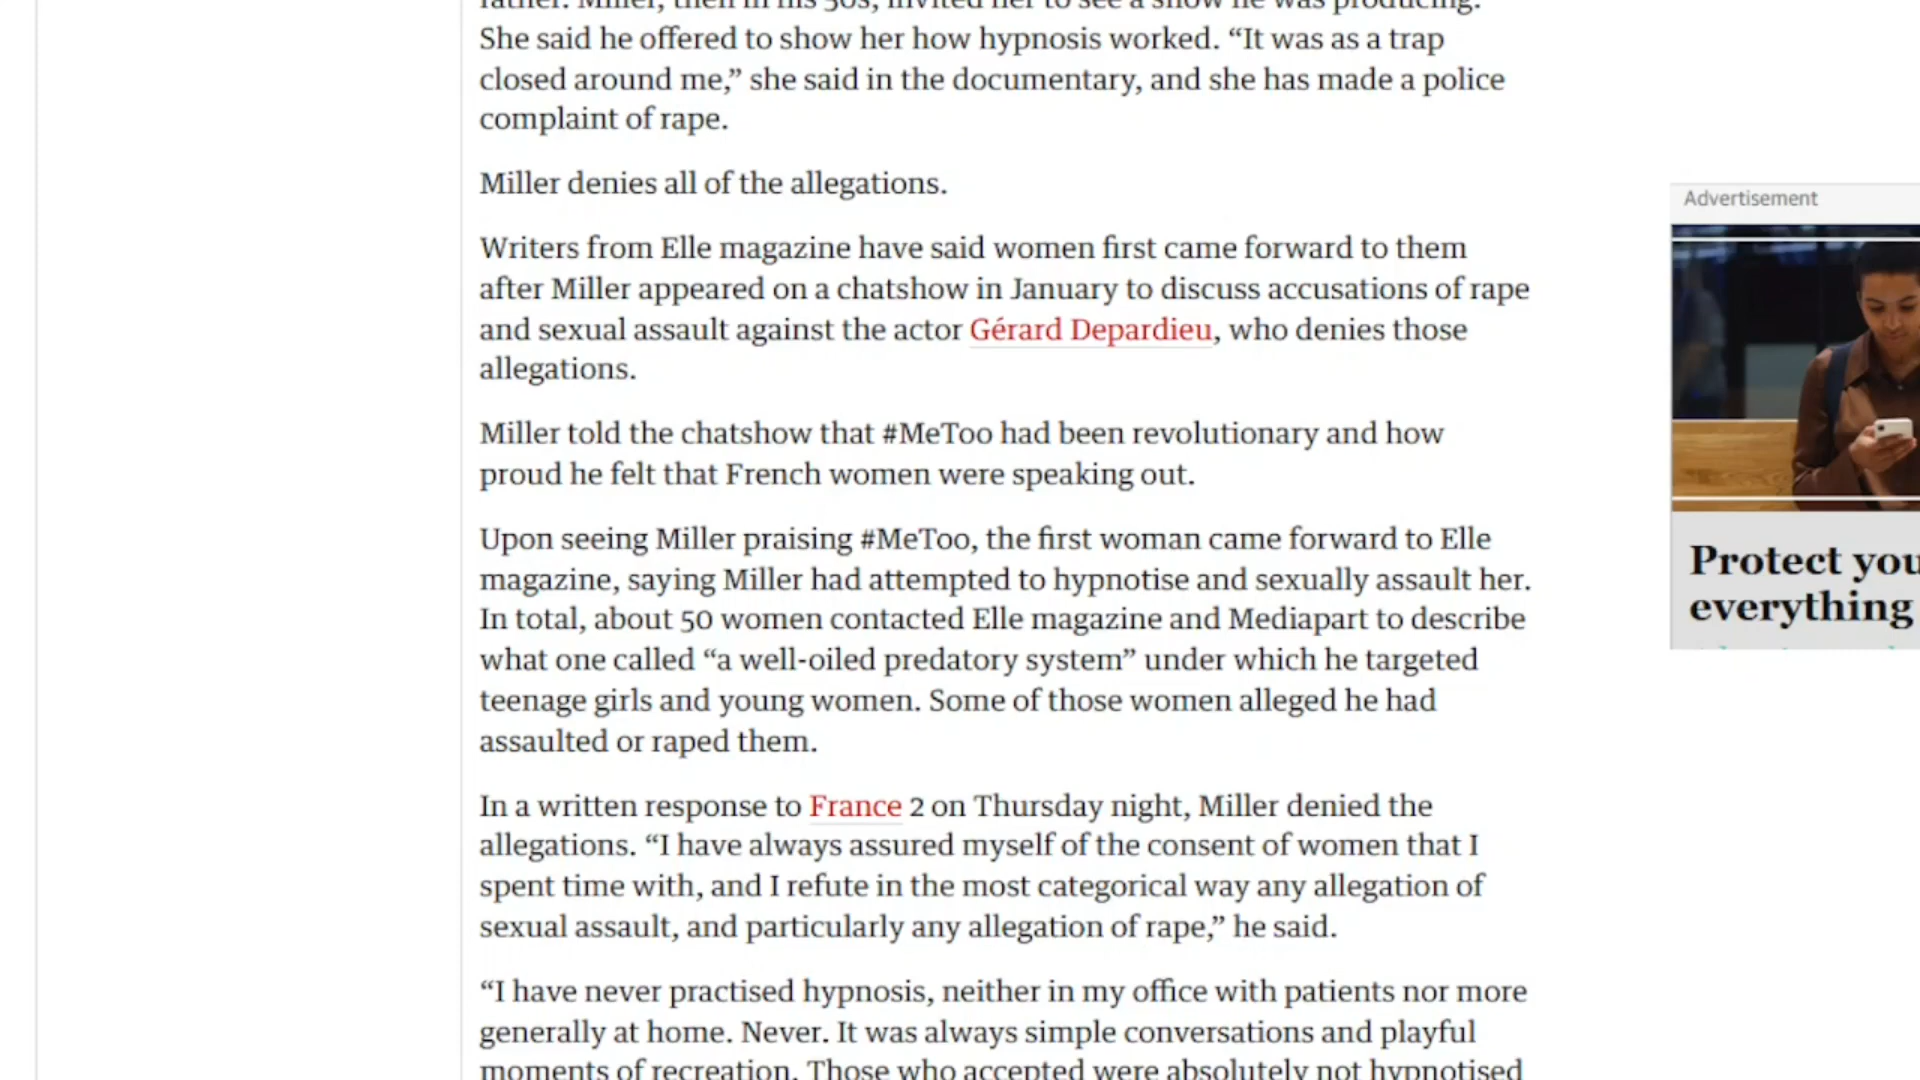 father. Miller, then in his 50s, invited her to see a show he was producing.
She said he offered to show her how hypnosis worked. “It was as a trap
closed around me,” she said in the documentary, and she has made a police
complaint of rape.
Miller denies all of the allegations.
Writers from Elle magazine have said women first came forward to them
after Miller appeared on a chatshow in January to discuss accusations of rape
and sexual assault against the actor Gérard Depardieu, who denies those
allegations.
Miller told the chatshow that #MeToo had been revolutionary and how
proud he felt that French women were speaking out.
Upon seeing Miller praising #MeToo, the first woman came forward to Elle
magazine, saying Miller had attempted to hypnotise and sexually assault her.
In total, about 50 women contacted Elle magazine and Mediapart to describe
what one called “a well-oiled predatory system” under which he targeted
teenage girls and young women. Some of those women alleged he had
assaulted or raped them.
In a written response to France 2 on Thursday night, Miller denied the
allegations. “I have always assured myself of the consent of women that I
spent time with, and I refute in the most categorical way any allegation of
sexual assault, and particularly any allegation of rape,” he said.
“I have never practised hypnosis, neither in my office with patients nor more
generally at home. Never. It was always simple conversations and playful
moments of recreation. Those who accepted were absolutely not hypnotised
Advertisement
Protect you
everything